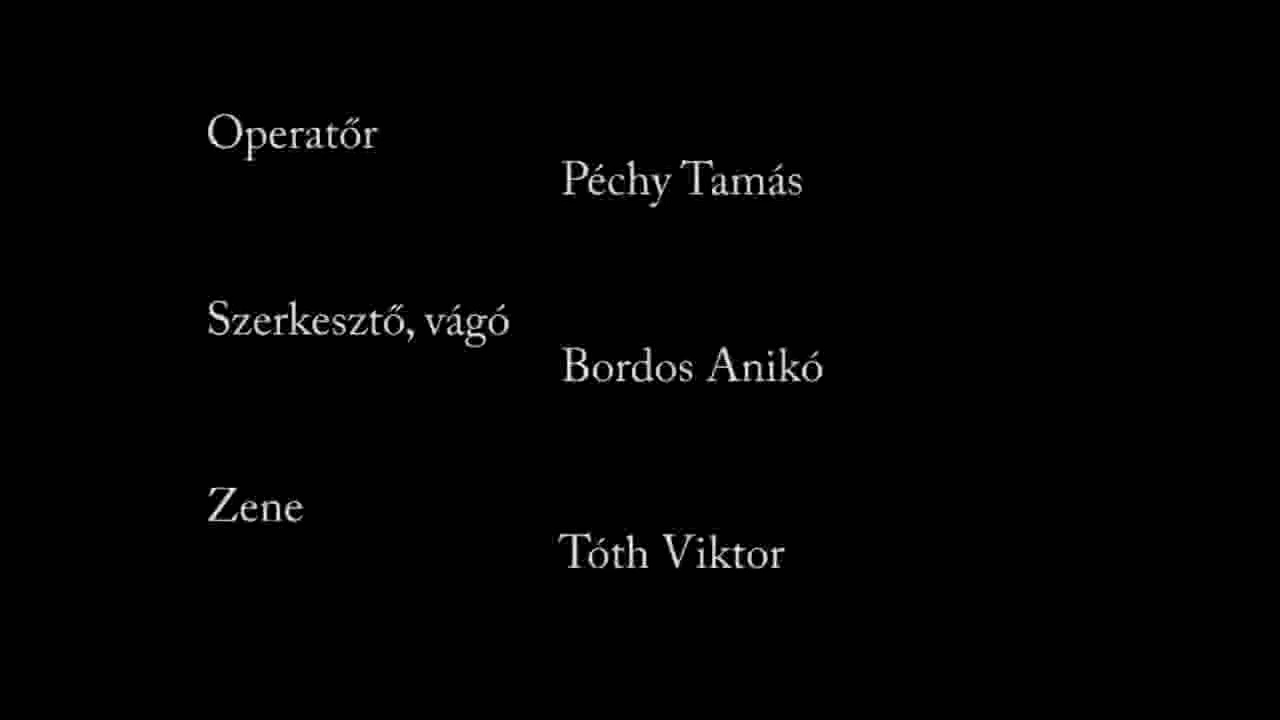 Operatőr
Péchy Tamás
Szerkesztő, vágó
Bordos Anikó
Zene
Tóth Viktor